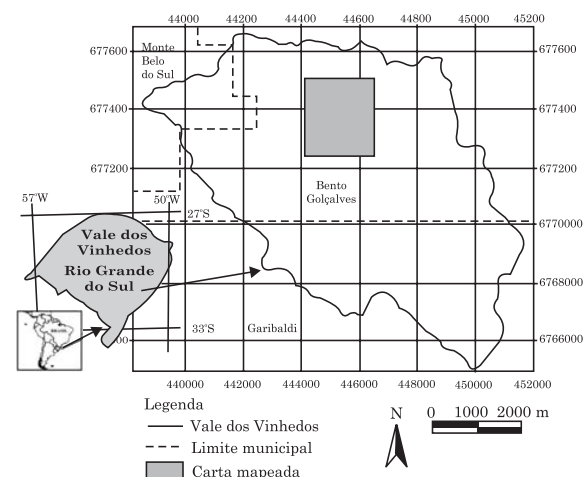 44000 44200 44400 44600 44800 45000 45200
677600 677600
Monte
Belo
do Sul
677400 677400
677200 677200
Bento
Golçalves
57°W 50°W
27°S
6770000
Vale dos
Vinhedos
Rio Grande
do Sul
6768000
BRASIL
33°S
Garibaldi
00
6766000
440000 442000 444000 446000 448000 450000 452000
Legenda
Vale dos Vinhedos
Limite municipal
Carta mapeada
N
0 1000 2000 m